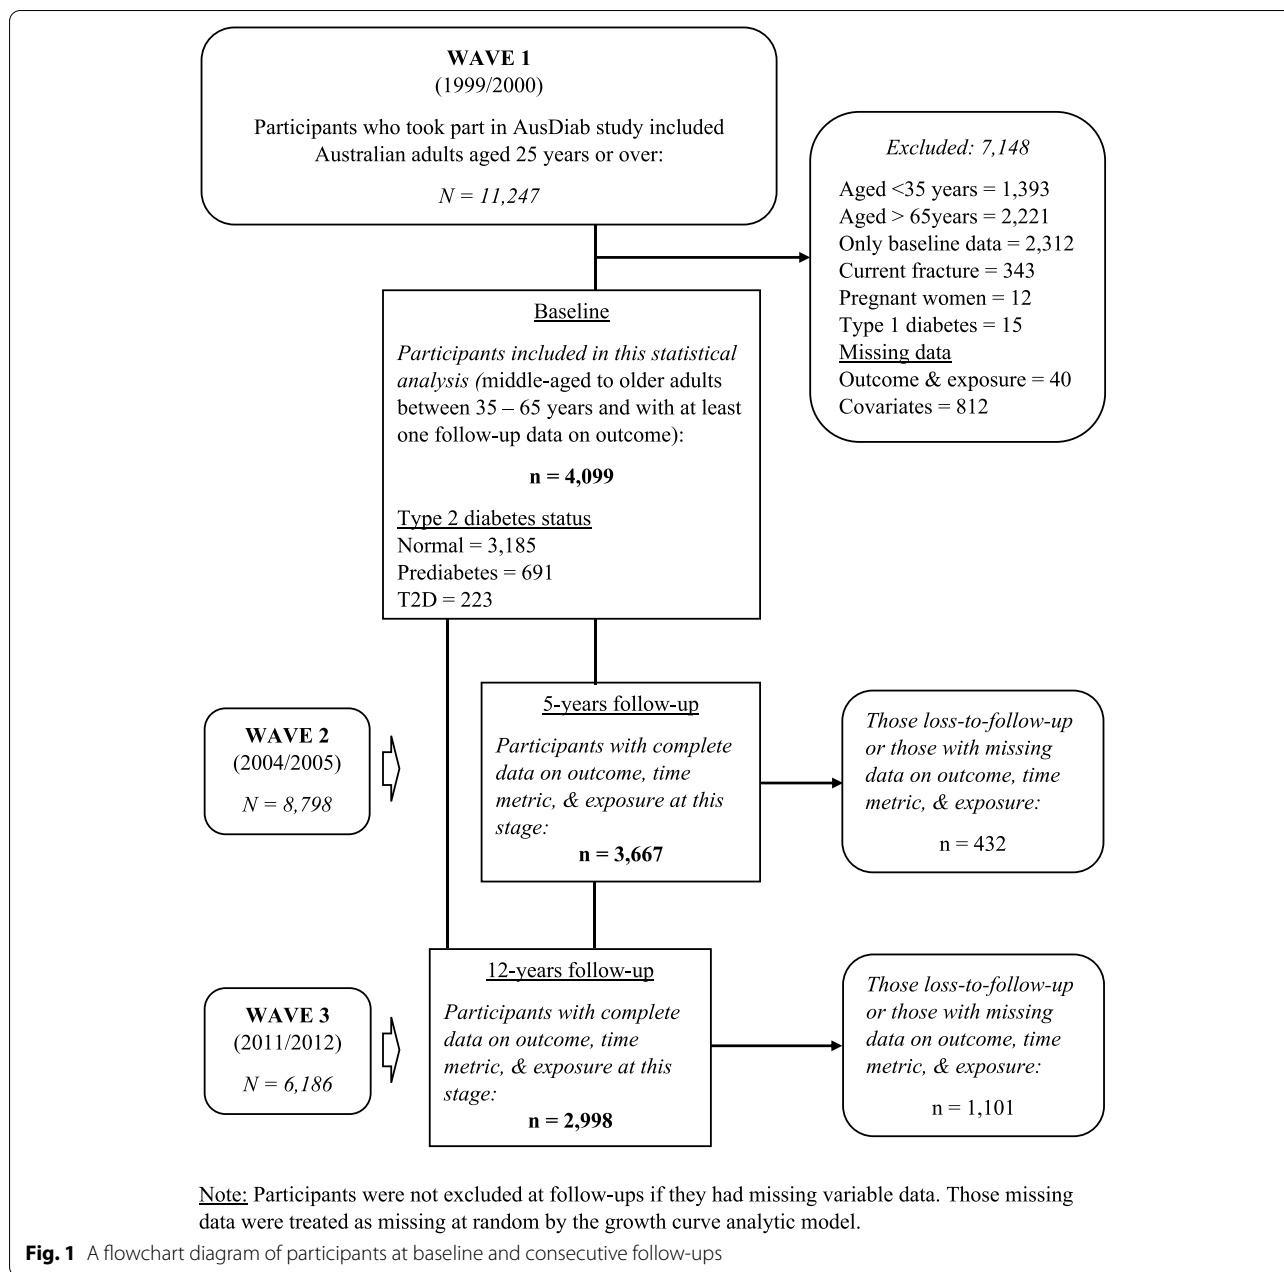 WAVE 1
(1999/2000)
Participants who took part in AusDiab study included
Australian adults aged 25 years or over:
N = 11,247
Excluded: 7,148
Aged <35 years = 1,393
Aged > 65years = 2,221
Only baseline data = 2,312
Current fracture = 343
Pregnant women = 12
Type 1 diabetes = 15
Missing data
Outcome & exposure = 40
Covariates = 812
Baseline
Participants included in this statistical
analysis (middle-aged to older adults
between 35 – 65 years and with at least
one follow-up data on outcome):
n = 4,099
Type 2 diabetes status
Normal = 3,185
Prediabetes = 691
T2D = 223
WAVE 2
(2004/2005)
N = 8,798
5-years follow-up
Participants with complete
data on outcome, time
metric, & exposure at this
stage:
n = 3,667
Those loss-to-follow-up
or those with missing
data on outcome, time
metric, & exposure:
n = 432
WAVE 3
(2011/2012)
N = 6,186
12-years follow-up
Participants with complete
data on outcome, time
metric, & exposure at this
stage:
n = 2,998
Those loss-to-follow-up
or those with missing
data on outcome, time
metric, & exposure:
n = 1,101
Note: Participants were not excluded at follow-ups if they had missing variable data. Those missing
data were treated as missing at random by the growth curve analytic model.
Fig. 1 A flowchart diagram of participants at baseline and consecutive follow-ups